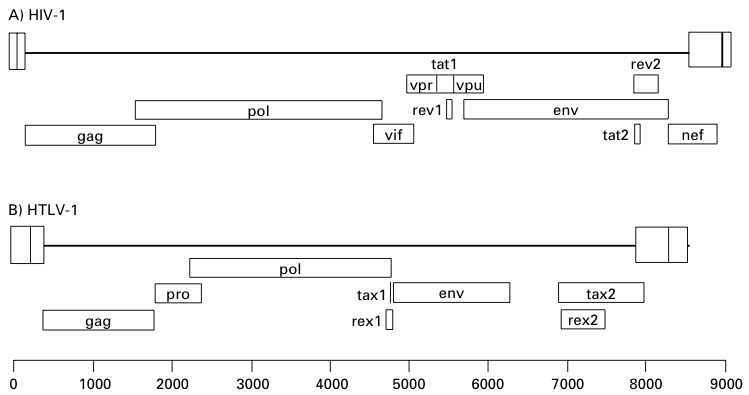 A) HIV-1
tat1 rev2
vpr vpu
pol rev1 env
gag vif tat2 nef
B) HTLV-1
pol
pro tax1 env tax2
gag rex1 rex2
0 1000 2000 3000 4000 5000 6000 7000 8000 9000